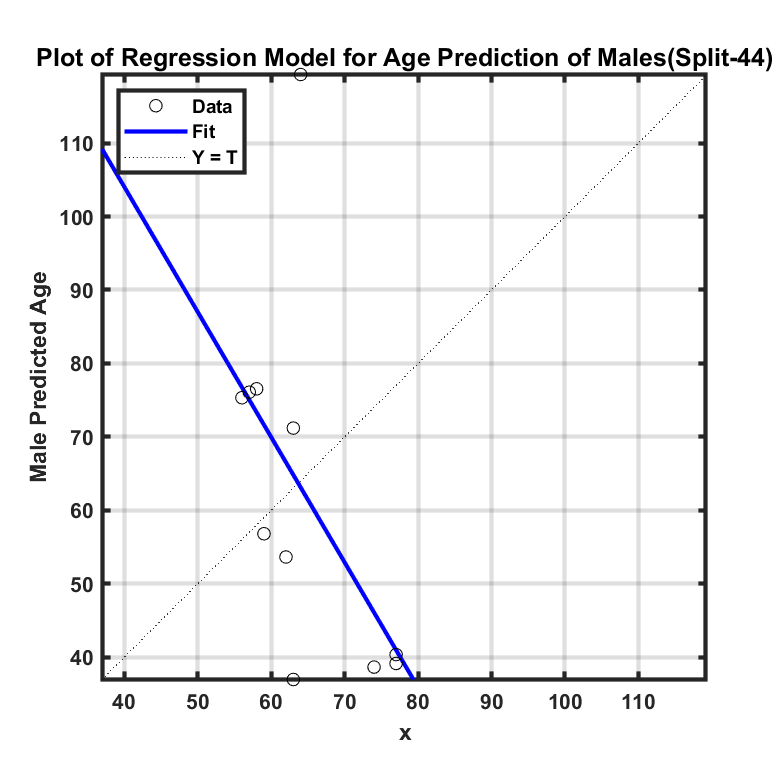 Plot of Regression Model for Age Prediction of Males(Split-44)
Data
Fit
Y = T
Male Predicted Age
110
100
90
80
70
60
50
40
40 50 60 70 80 90 100 110
x